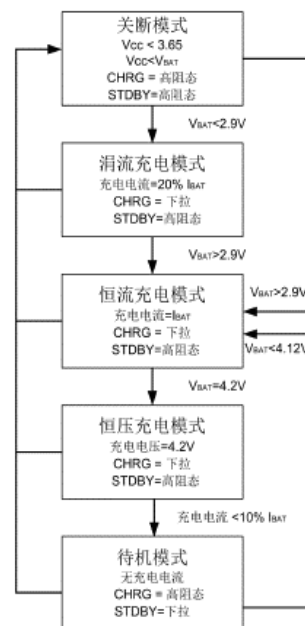 关断模式
Vcc < 3.65
Vcc<VBAT
CHRG = 高阻态
STDBY=高阻态
VBAT<2.9V
涓流充电模式
充电电流=20% IBAT
CHRG = 下拉
STDBY=高阻态
VBAT>2.9V
恒流充电模式
充电电流=IBAT
CHRG = 下拉
STDBY=高阻态
VBAT>2.9V
VBAT<4.12V
VBAT=4.2V
恒压充电模式
充电电压=4.2V
CHRG = 下拉
STDBY=高阻态
充电电流 <10% IBAT
待机模式
无充电电流
CHRG = 高阻态
STDBY=下拉